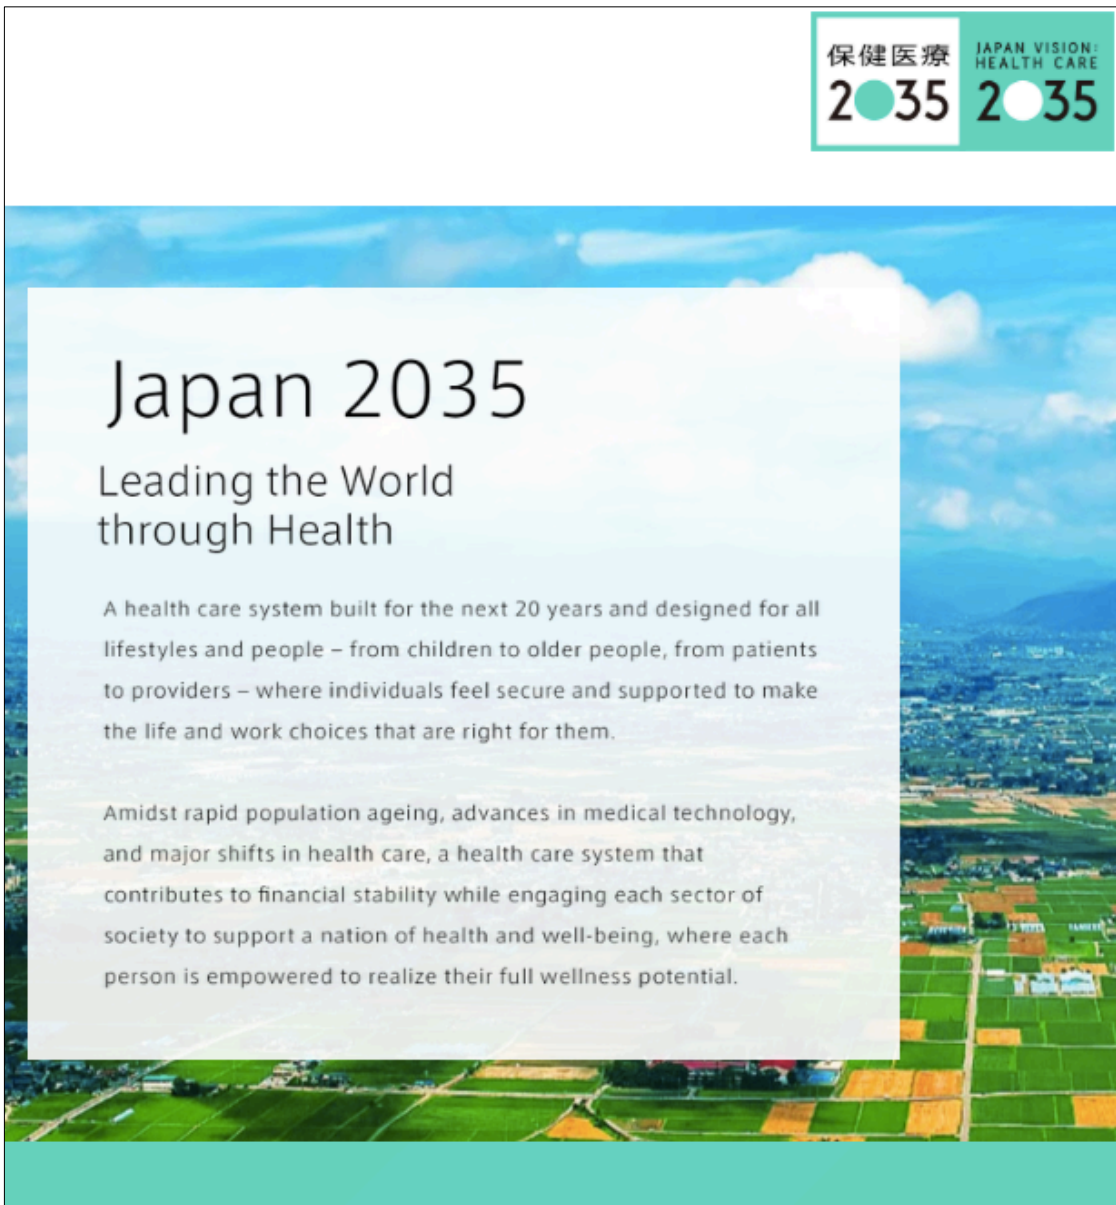 保健医療
2035
JAPAN VISION:
HEALTH CARE
2035
Japan 2035
Leading the World
through Health
A health care system built for the next 20 years and designed for all
lifestyles and people – from children to older people, from patients
to providers – where individuals feel secure and supported to make
the life and work choices that are right for them.
Amidst rapid population ageing, advances in medical technology,
and major shifts in health care, a health care system that
contributes to financial stability while engaging each sector of
society to support a nation of health and well-being, where each
person is empowered to realize their full wellness potential.